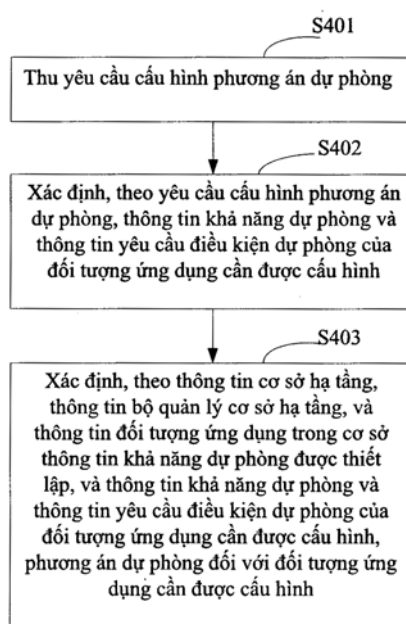 S401
Thu yêu cầu cấu hình phương án dự phòng
S402
Xác định, theo yêu cầu cấu hình phương án
dự phòng, thông tin khả năng dự phòng và
thông tin yêu cầu điều kiện dự phòng của
đối tượng ứng dụng cần được cấu hình
S403
Xác định, theo thông tin cơ sở hạ tầng,
thông tin bộ quản lý cơ sở hạ tầng, và
thông tin đối tượng ứng dụng trong cơ sở
thông tin khả năng dự phòng được thiết
lập, và thông tin khả năng dự phòng và
thông tin yêu cầu điều kiện dự phòng của
đối tượng ứng dụng cần được cấu hình,
phương án dự phòng đối với đối tượng ứng
dụng cần được cấu hình